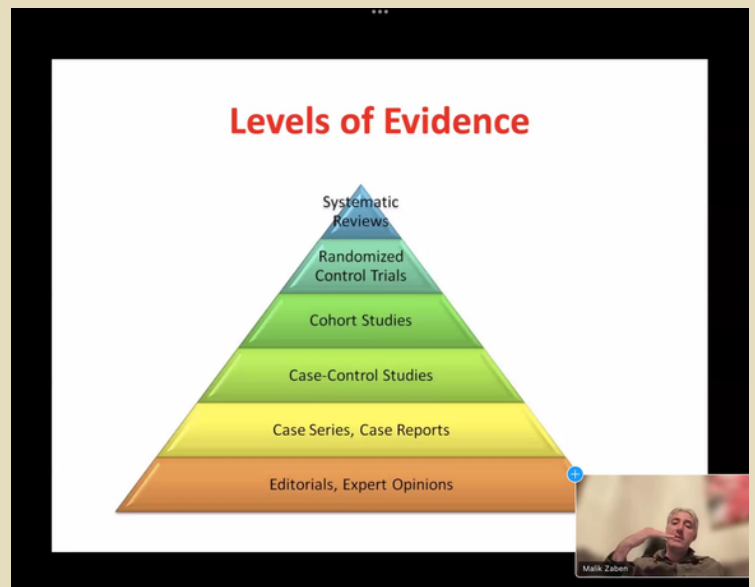 Levels of Evidence
Systematic
Reviews
Randomized
Control Trials
Cohort Studies
Case-Control Studies
Case Series, Case Reports
Editorials, Expert Opinions
Malik Zaben